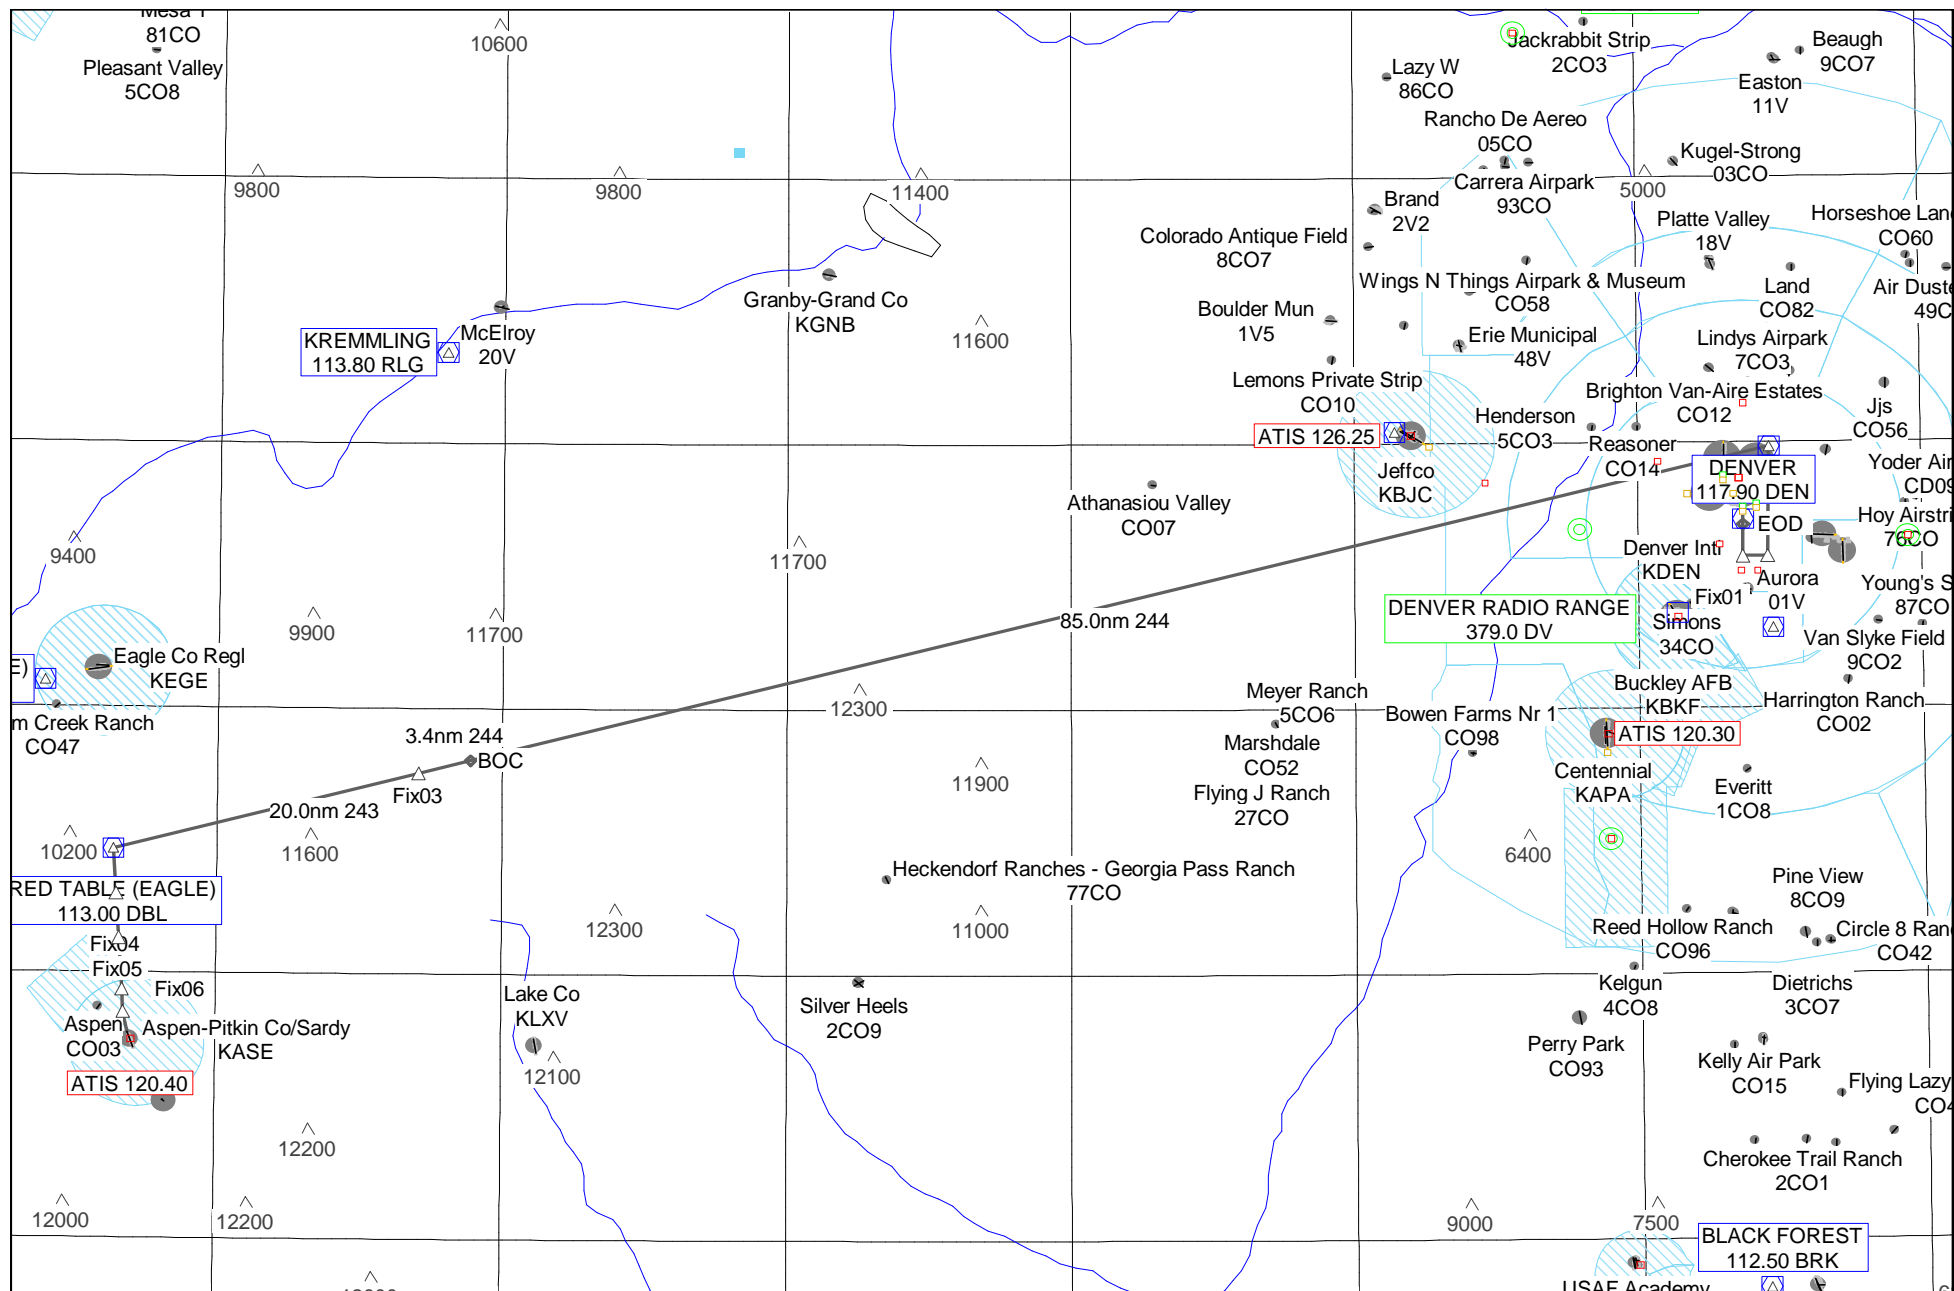 Mesa 1
81CO
Pleasant Valley
5CO8
10600
Jackrabbit Strip
2CO3
Beaugh
9CO7
Lazy W
86CO
Easton
11V
Rancho De Aereo
05CO
Kugel-Strong
03CO
9800
9800
11400
5000
Carrera Airpark
93CO
Brand
2V2
Platte Valley
18V
Horseshoe Lan
CO60
Colorado Antique Field
8CO7
Wings N Things Airpark & Museum
CO58
Land
CO82
Air Duste
49C
Granby-Grand Co
KGNB
Boulder Mun
1V5
11600
KREMMLING
113.80 RLG
McElroy
20V
Erie Municipal
48V
Lindys Airpark
7CO3
Lemons Private Strip
CO10
Brighton Van-Aire Estates
CO12
Jjs
CO56
ATIS 126.25
Henderson
5CO3
Reasoner
CO14
Jeffco
KBJC
DENVER
117.90 DEN
Yoder Air
CD09
Athanasiou Valley
CO07
EOD
Hoy Airstri
76CO
9400
11700
Denver Intl
KDEN
Aurora
01V
Young's S
87CO
9900
11700
85.0nm 244
DENVER RADIO RANGE
379.0 DV
Fix01
Simons
34CO
Van Slyke Field
9CO2
E)
Eagle Co Regl
KEGE
m Creek Ranch
CO47
12300
Meyer Ranch
5CO6
Buckley AFB
KBKF
Harrington Ranch
CO02
3.4nm 244
BOC
Bowen Farms Nr 1
CO98
ATIS 120.30
Marshdale
CO52
Fix03
11900
Flying J Ranch
27CO
Centennial
KAPA
Everitt
1CO8
20.0nm 243
10200
11600
6400
Heckendorf Ranches - Georgia Pass Ranch
77CO
RED TABLE (EAGLE)
113.00 DBL
Pine View
8CO9
12300
11000
Reed Hollow Ranch
CO96
Circle 8 Ran
CO42
Fix04
Fix05
Fix06
Lake Co
KLXV
Silver Heels
2CO9
Kelgun
4CO8
Dietrichs
3CO7
Aspen
CO03
Aspen-Pitkin Co/Sardy
KASE
12100
Perry Park
CO93
Kelly Air Park
CO15
ATIS 120.40
Flying Lazy
CO4
12200
Cherokee Trail Ranch
2CO1
12000
12200
9000
7500
BLACK FOREST
112.50 BRK
USAF Academy